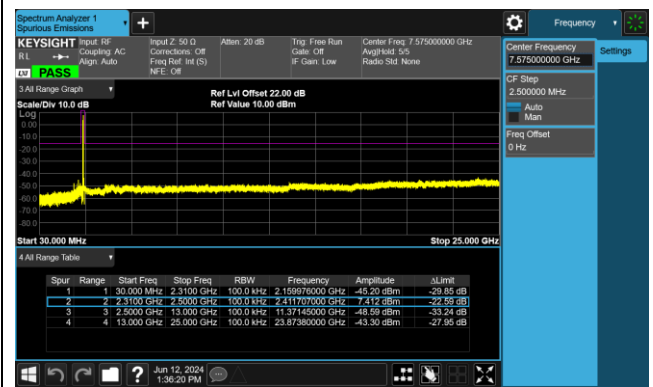 Spectrum Analyzer 1
Spurious Emissions
Frequency
KEYSIGHT
RL
LXI
PASS
Input: RF
Coupling: AC
Align: Auto
Input Z: 50 Ω
Corrections: Off
Freq Ref: Int (S)
NFE: Off
Atten: 20 dB
Trig: Free Run
Gate: Off
IF Gain: Low
Center Freq: 7.575000000 GHz
Avg|Hold: 5/5
Radio Std: None
Center Frequency
7.575000000 GHz
Settings
CF Step
2.500000 MHz
Auto
Man
Freq Offset
0 Hz
3 All Range Graph
Scale/Div 10.0 dB
Ref Lvl Offset 22.00 dB
Ref Value 10.00 dBm
Log
0.00
-10.0
-20.0
-30.0
-40.0
-50.0
-60.0
-70.0
-80.0
Start 30.000 MHz
Stop 25.000 GHz
4 All Range Table
Spur Range Start Freq Stop Freq RBW Frequency Amplitude ΔLimit
1 1 30.000 MHz 2.3100 GHz 100.0 kHz 2.159976000 GHz -45.20 dBm -29.85 dB
2 2 2.3100 GHz 2.5000 GHz 100.0 kHz 2.411707000 GHz 7.412 dBm -22.59 dB
3 3 2.5000 GHz 13.000 GHz 100.0 kHz 11.37145000 GHz -48.59 dBm -33.24 dB
4 4 13.000 GHz 25.000 GHz 100.0 kHz 23.87380000 GHz -43.30 dBm -27.95 dB
?
Jun 12, 2024
1:36:20 PM